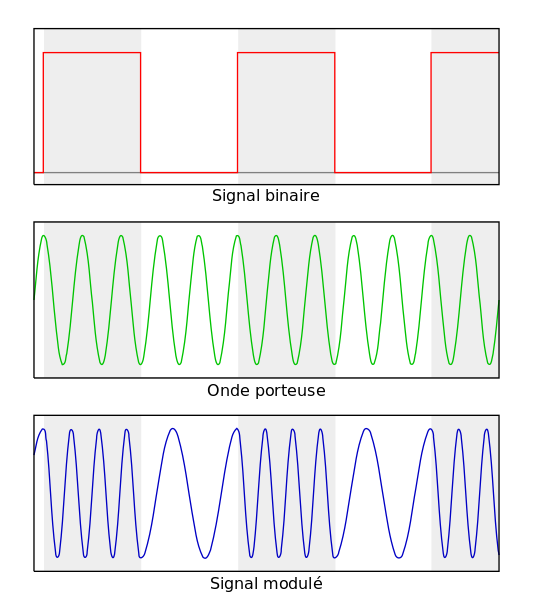 Signal binaire
Onde porteuse
Signal modulé